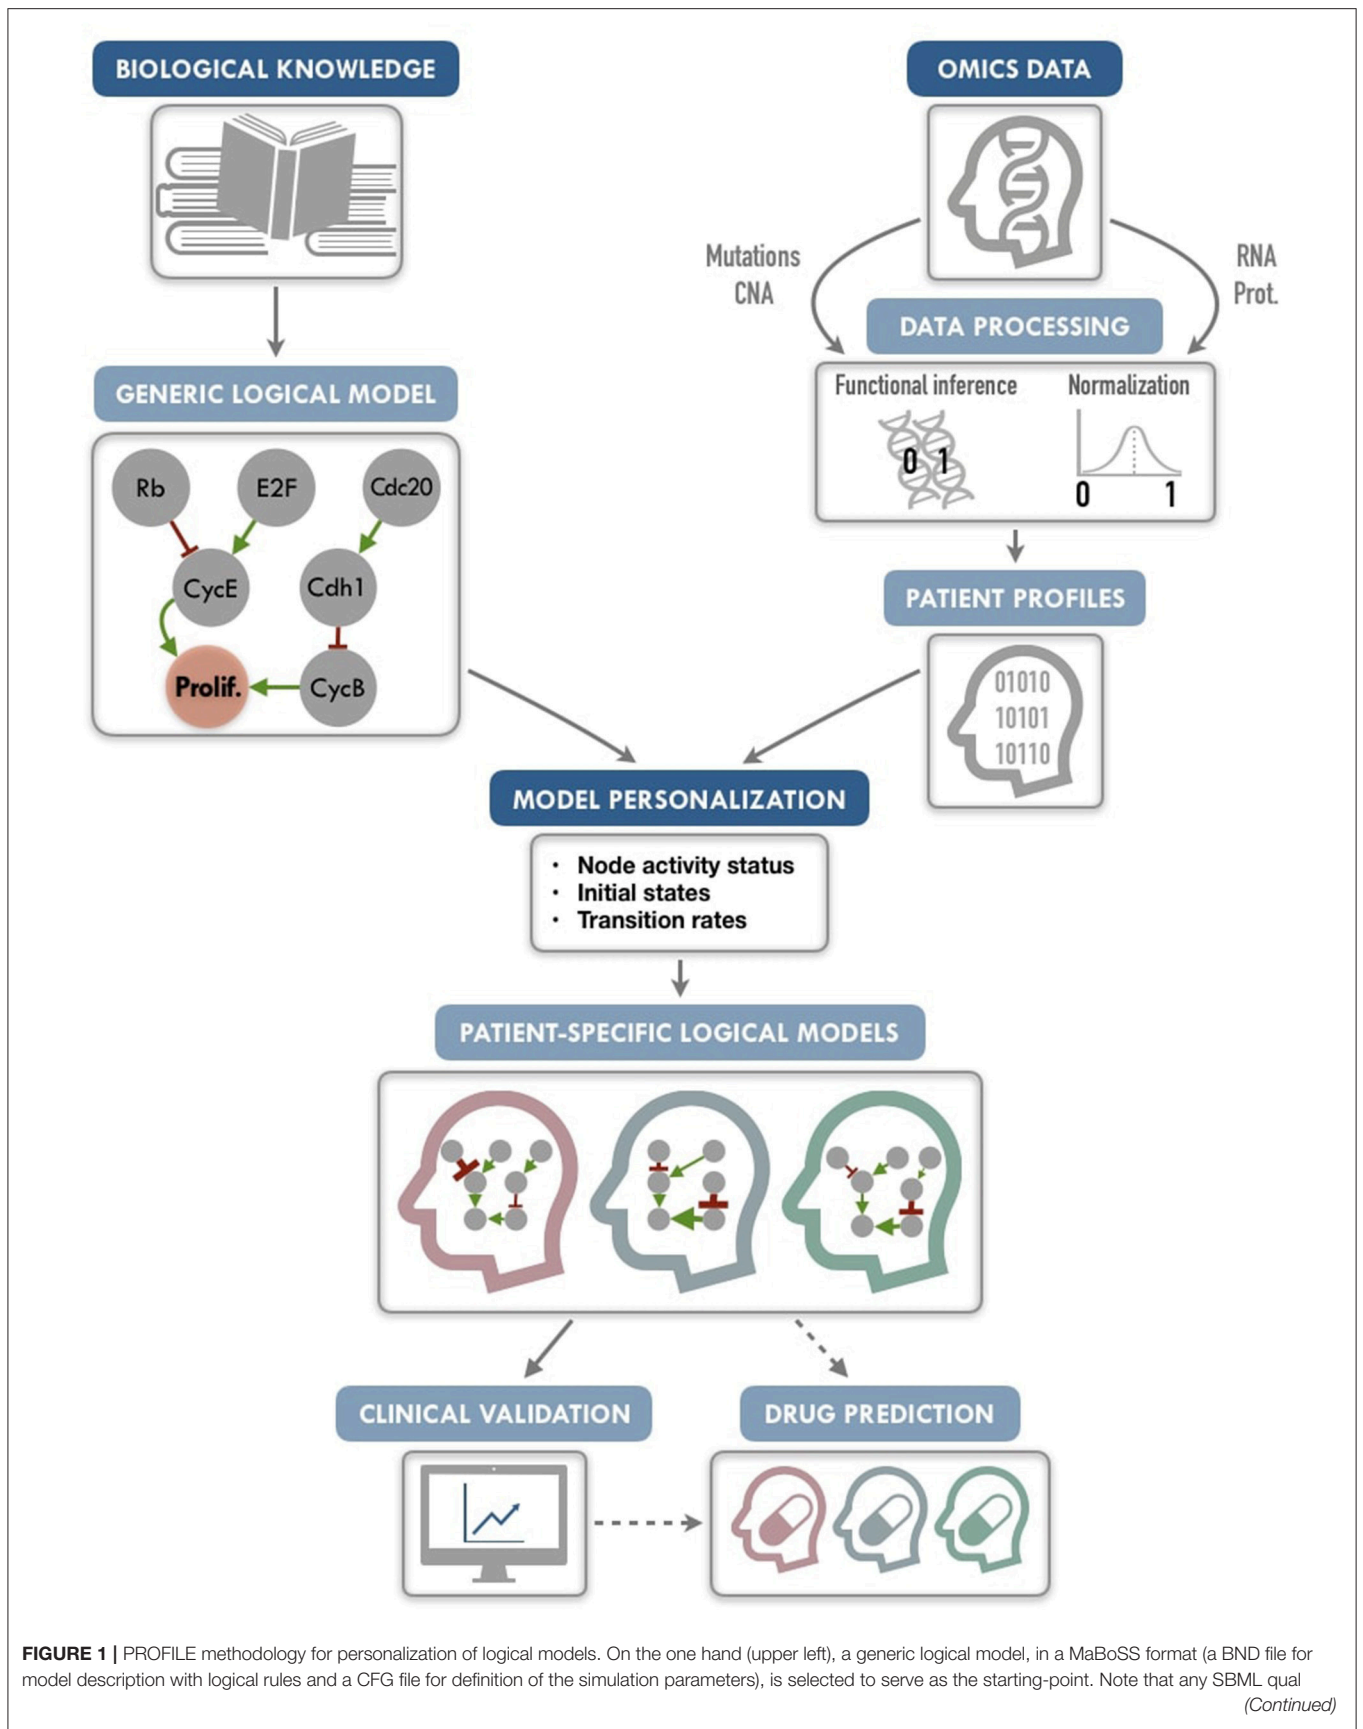 BIOLOGICAL KNOWLEDGE
OMICS DATA
Mutations
CNA
RNA
Prot.
DATA PROCESSING
Functional inference
Normalization
0 1
0 1
GENERIC LOGICAL MODEL
Rb
E2F
Cdc20
CycE
Cdh1
Prolif.
CycB
PATIENT PROFILES
01010
10101
10110
MODEL PERSONALIZATION
· Node activity status
· Initial states
· Transition rates
PATIENT-SPECIFIC LOGICAL MODELS
CLINICAL VALIDATION
DRUG PREDICTION
FIGURE 1 | PROFILE methodology for personalization of logical models. On the one hand (upper left), a generic logical model, in a MaBoSS format (a BND file for
model description with logical rules and a CFG file for definition of the simulation parameters), is selected to serve as the starting-point. Note that any SBML qual
(Continued)